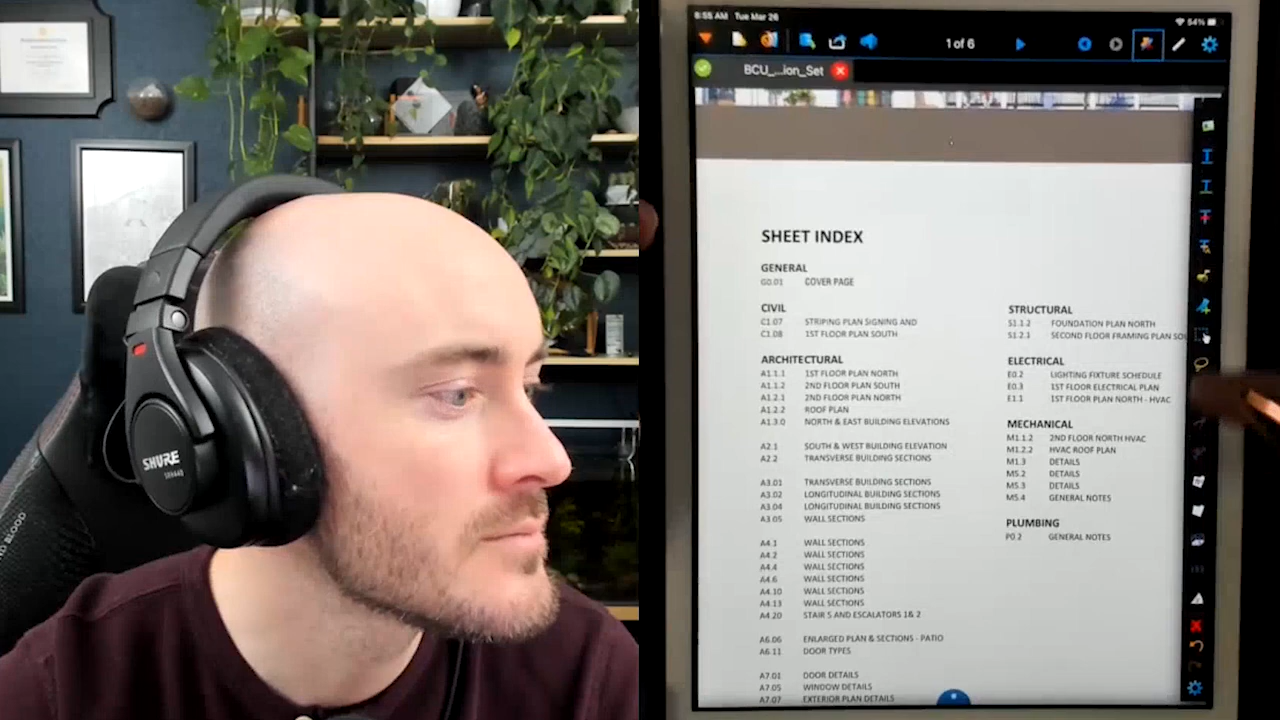 SHURE
6:55 AM Tue Mar 26
54%
1 of 6
BCU_...ion_Set
SHEET INDEX
GENERAL
G0.01 COVER PAGE
CIVIL
C1.07 STRIPING PLAN SIGNING AND
C1.08 1ST FLOOR PLAN SOUTH
ARCHITECTURAL
A1.1.1 1ST FLOOR PLAN NORTH
A1.1.2 2ND FLOOR PLAN SOUTH
A1.2.1 2ND FLOOR PLAN NORTH
A1.2.2 ROOF PLAN
A1.3.0 NORTH & EAST BUILDING ELEVATIONS
A2.1 SOUTH & WEST BUILDING ELEVATION
A2.2 TRANSVERSE BUILDING SECTIONS
A3.01 TRANSVERSE BUILDING SECTIONS
A3.02 LONGITUDINAL BUILDING SECTIONS
A3.04 LONGITUDINAL BUILDING SECTIONS
A3.05 WALL SECTIONS
A4.1 WALL SECTIONS
A4.2 WALL SECTIONS
A4.4 WALL SECTIONS
A4.6 WALL SECTIONS
A4.10 WALL SECTIONS
A4.13 WALL SECTIONS
A4.20 STAIR 5 AND ESCALATORS 1& 2
A6.06 ENLARGED PLAN & SECTIONS - PATIO
A6.11 DOOR TYPES
A7.01 DOOR DETAILS
A7.05 WINDOW DETAILS
A7.07 EXTERIOR PLAN DETAILS
STRUCTURAL
S1.1.2 FOUNDATION PLAN NORTH
S1.2.1 SECOND FLOOR FRAMING PLAN SOU
ELECTRICAL
E0.2 LIGHTING FIXTURE SCHEDULE
E0.3 1ST FLOOR ELECTRICAL PLAN
E1.1 1ST FLOOR PLAN NORTH - HVAC
MECHANICAL
M1.1.2 2ND FLOOR NORTH HVAC
M1.2.2 HVAC ROOF PLAN
M1.3 DETAILS
M5.2 DETAILS
M5.3 DETAILS
M5.4 GENERAL NOTES
PLUMBING
P0.2 GENERAL NOTES